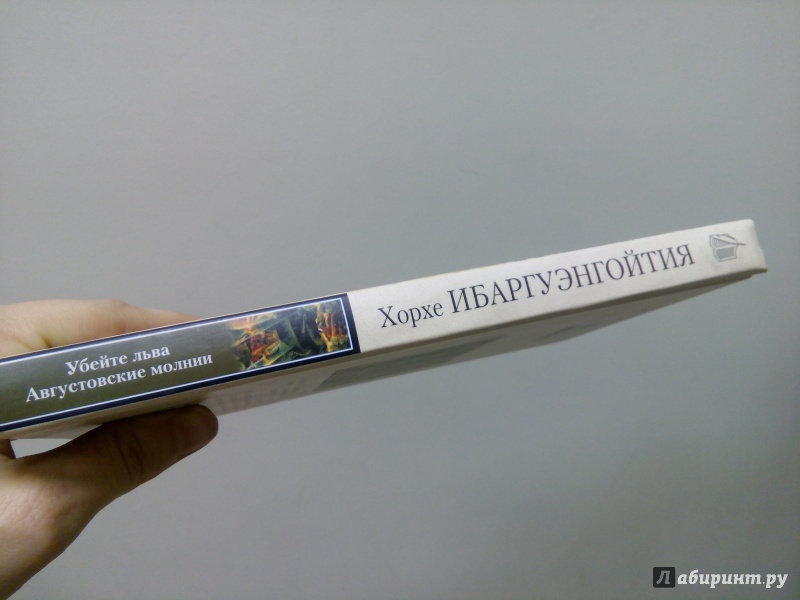 Хорхе ИБАРГУЭНГОЙТИЯ
Убейте льва
Августовские молнии
Лабиринт.ру